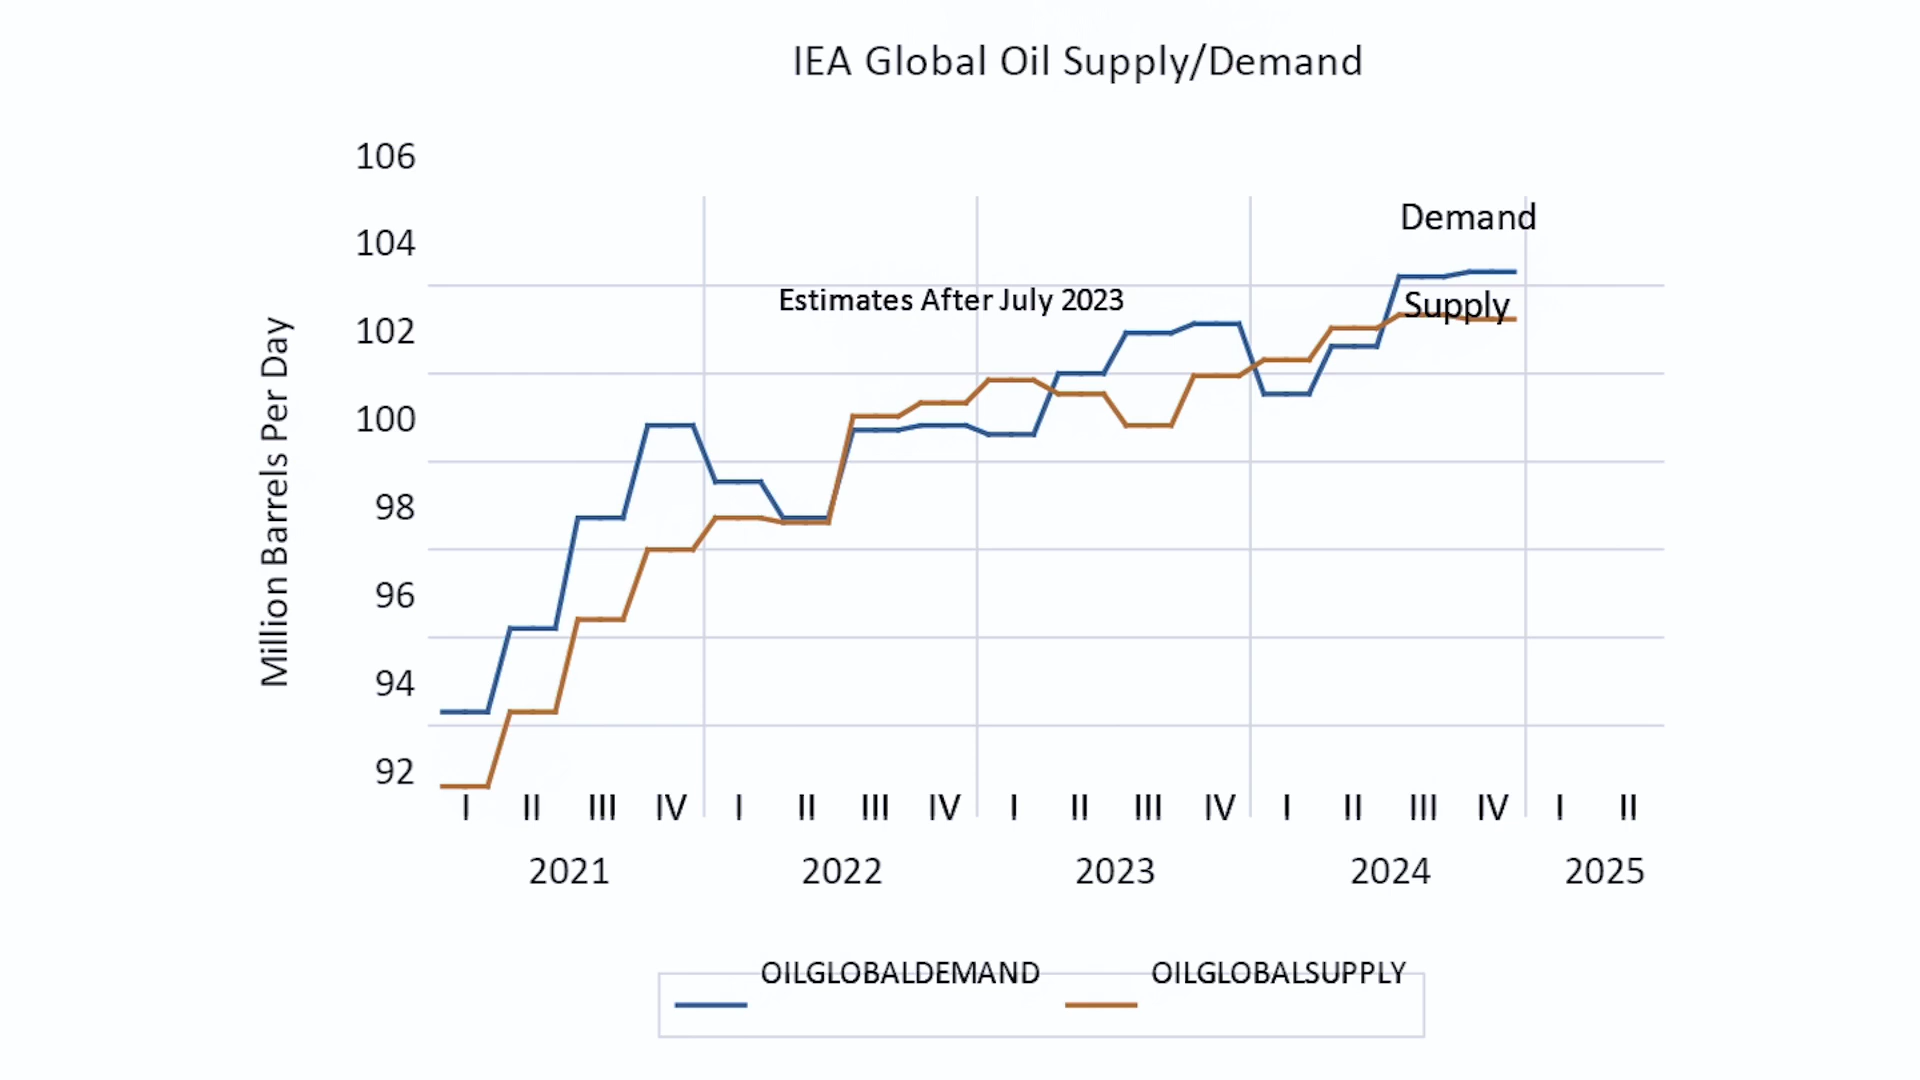 IEA Global Oil Supply/Demand
106
104
102
100
98
96
94
92
Million Barrels Per Day
Demand
Estimates After July 2023
Supply
I II III IV I II III IV I II III IV I II III IV I II
2021 2022 2023 2024 2025
OILGLOBALDEMAND OILGLOBALSUPPLY